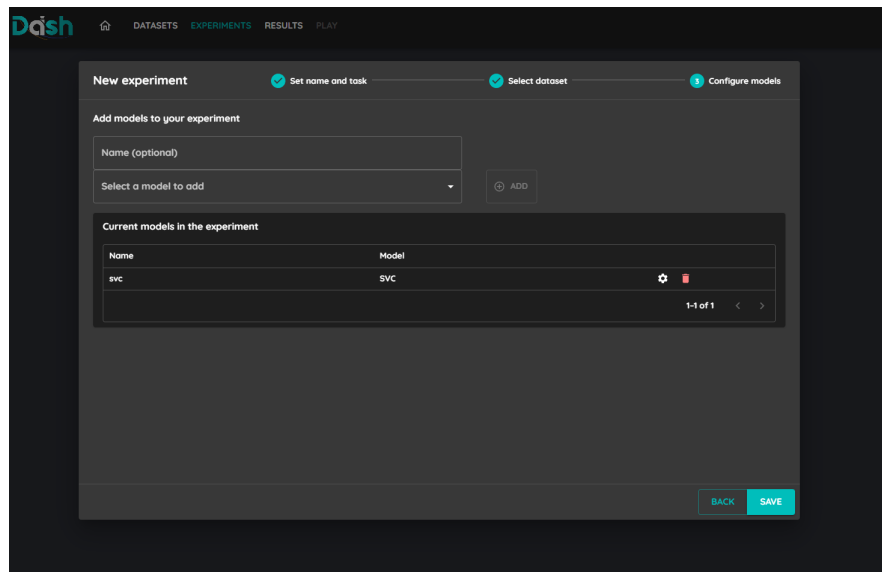 Dash DATASETS EXPERIMENTS RESULTS PLAY
New experiment Set name and task Select dataset 3 Configure models
Add models to your experiment
Name (optional)
Select a model to add ADD
Current models in the experiment
Name Model
svc SVC
1-1 of 1
BACK SAVE